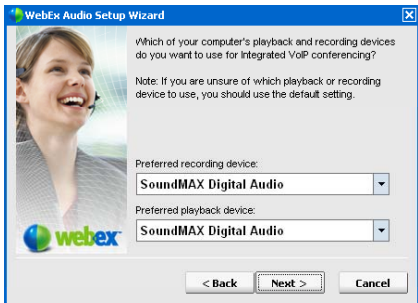 WebEx Audio Setup Wizard
Which of your computer's playback and recording devices
do you want to use for Integrated VoIP conferencing?
Note: If you are unsure of which playback or recording
device to use, you should use the default setting.
Preferred recording device:
SoundMAX Digital Audio
Preferred playback device:
SoundMAX Digital Audio
webex
< Back Next > Cancel